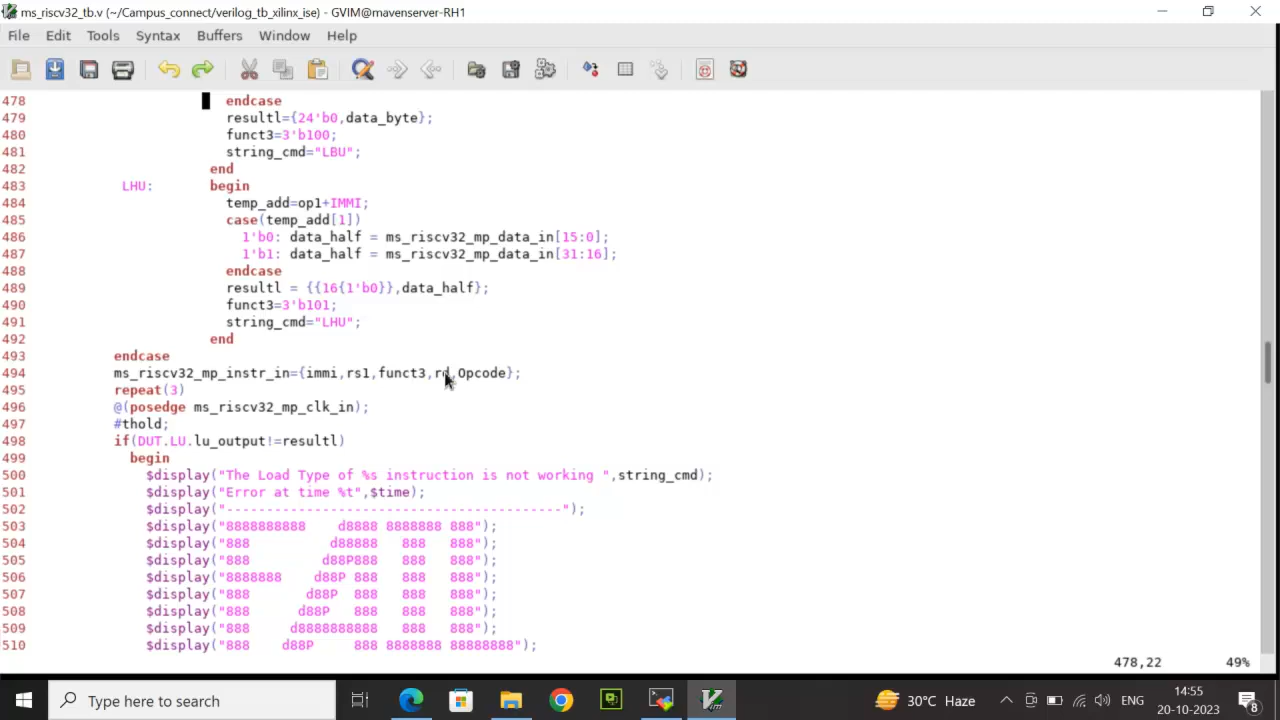 ms_riscv32_tb.v (~/Campus_connect/verilog_tb_xilinx_ise) - GVIM@mavenserver-RH1
File Edit Tools Syntax Buffers Window Help
478 endcase
479 resultl={24'b0,data_byte};
480 funct3=3'b100;
481 string_cmd="LBU";
482 end
483 LHU: begin
484 temp_add=op1+IMMI;
485 case(temp_add[1])
486 1'b0: data_half = ms_riscv32_mp_data_in[15:0];
487 1'b1: data_half = ms_riscv32_mp_data_in[31:16];
488 endcase
489 resultl = {{16{1'b0}},data_half};
490 funct3=3'b101;
491 string_cmd="LHU";
492 end
493 endcase
494 ms_riscv32_mp_instr_in={immi,rs1,funct3,rd,Opcode};
495 repeat(3)
496 @(posedge ms_riscv32_mp_clk_in);
497 #thold;
498 if(DUT.LU.lu_output!=resultl)
499 begin
500 $display("The Load Type of %s instruction is not working ",string_cmd);
501 $display("Error at time %t",$time);
502 $display("------------------------------------------");
503 $display("8888888888    d8888 8888888 888");
504 $display("888          d88888   888   888");
505 $display("888         d88P888   888   888");
506 $display("8888888    d88P 888   888   888");
507 $display("888       d88P  888   888   888");
508 $display("888      d88P   888   888   888");
509 $display("888     d8888888888   888   888");
510 $display("888    d88P     888 8888888 88888888");
478,22 49%
Type here to search
30°C Haze
ENG
14:55
20-10-2023
8